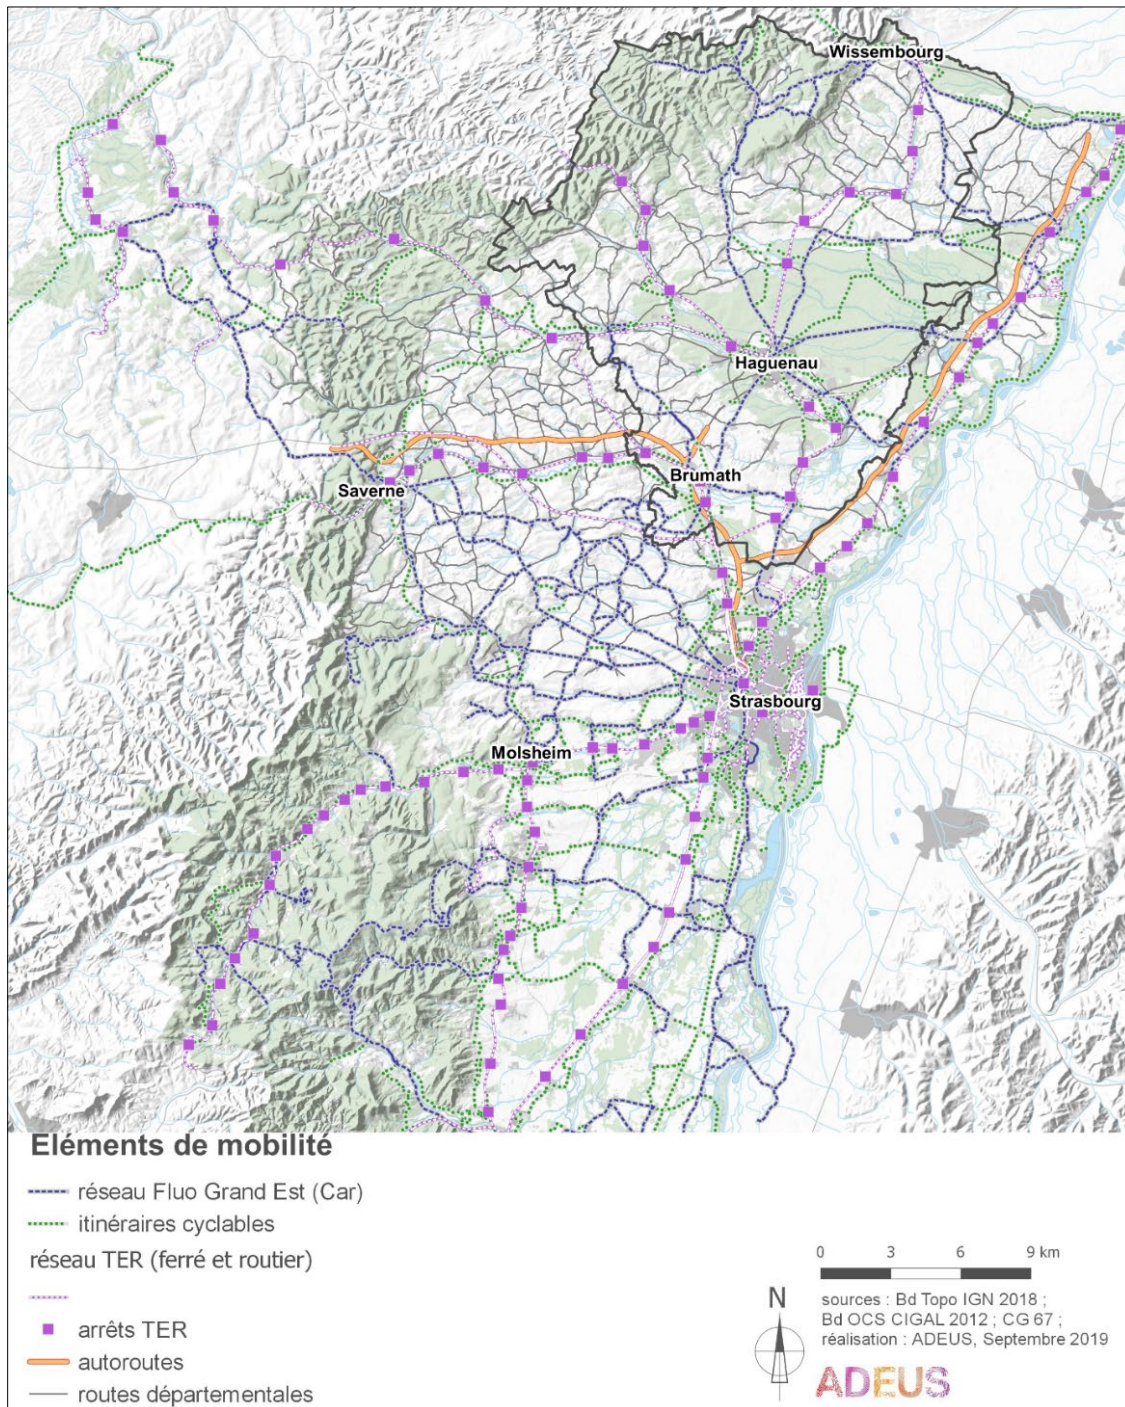 Wissembourg
Haguenau
Brumath
Saverne
Strasbourg
Molsheim
Eléments de mobilité
réseau Fluo Grand Est (Car)
itinéraires cyclables
réseau TER (ferré et routier)
arrêts TER
autoroutes
routes départementales
0 3 6 9 km
N
sources : Bd Topo IGN 2018 ;
Bd OCS CIGAL 2012 ; CG 67 ;
réalisation : ADEUS, Septembre 2019
ADEUS